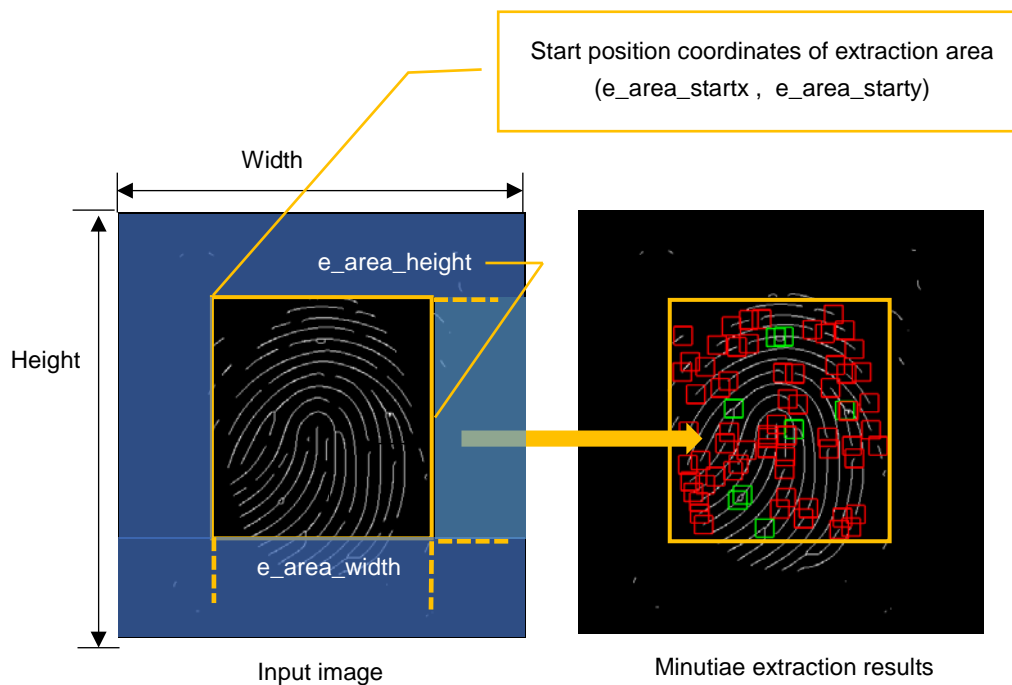 Start position coordinates of extraction area
(e_area_startx , e_area_starty)
Width
e_area_height
Height
e_area_width
Input image
Minutiae extraction results